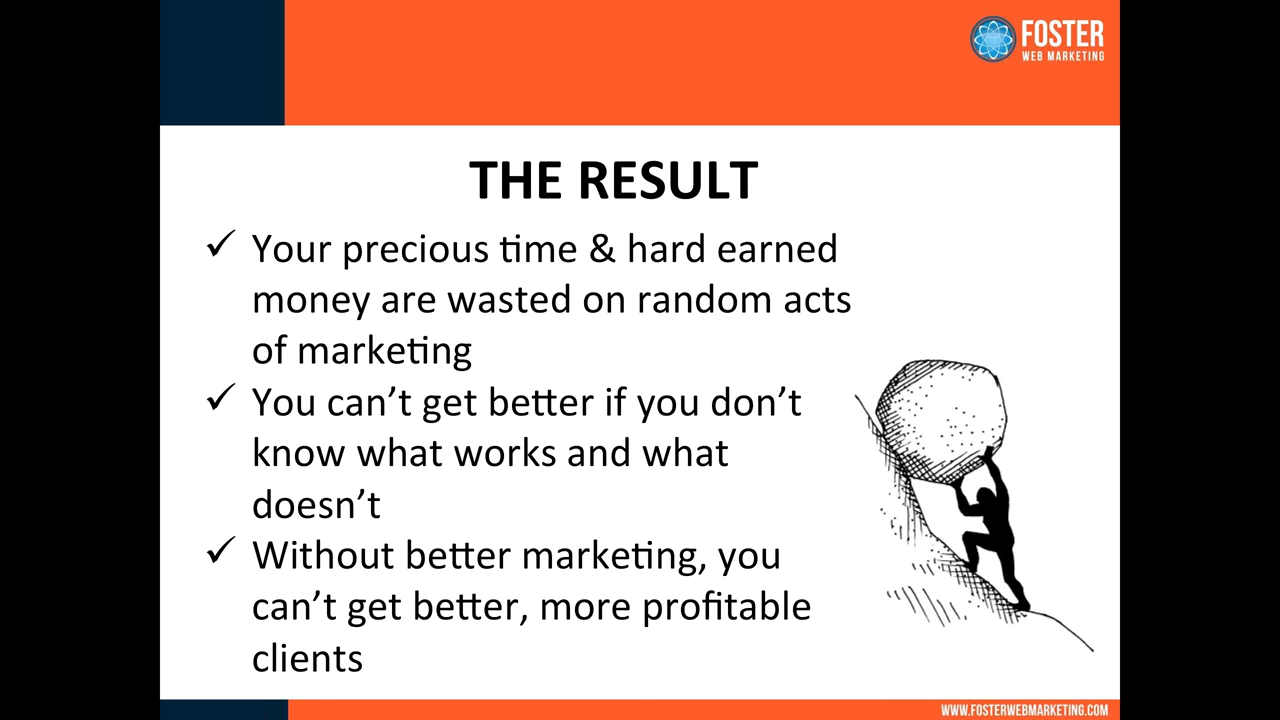 FOSTER
WEB MARKETING
THE RESULT
✓ Your precious time & hard earned
money are wasted on random acts
of marketing
✓ You can’t get better if you don’t
know what works and what
doesn’t
✓ Without better marketing, you
can’t get better, more profitable
clients
WWW.FOSTERWEBMARKETING.COM